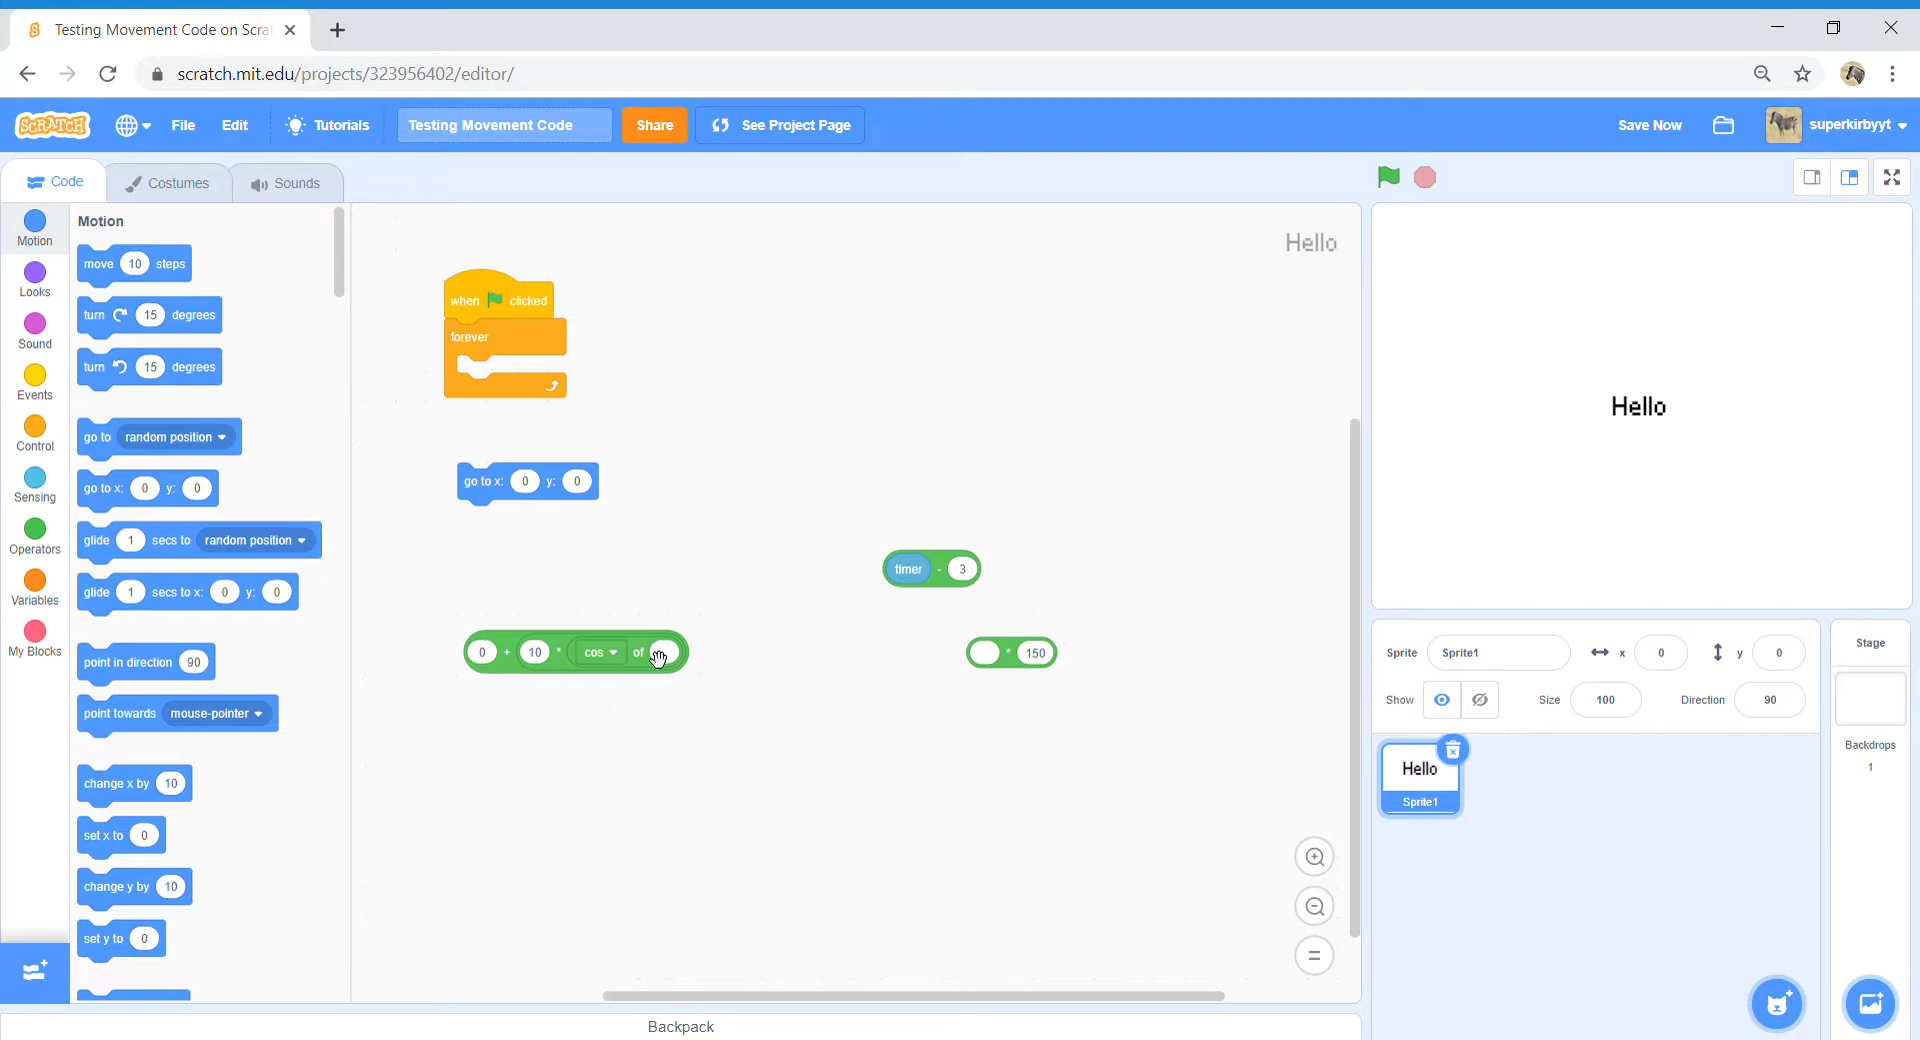 Testing Movement Code on Scra
scratch.mit.edu/projects/323956402/editor/
SCRATCH
File
Edit
Tutorials
Testing Movement Code
Share
See Project Page
Save Now
superkirbyyt
Code
Costumes
Sounds
Motion
Looks
Sound
Events
Control
Sensing
Operators
Variables
My Blocks
Motion
move 10 steps
turn 15 degrees
turn 15 degrees
go to random position
go to x: 0 y: 0
glide 1 secs to random position
glide 1 secs to x: 0 y: 0
point in direction 90
point towards mouse-pointer
change x by 10
set x to 0
change y by 10
set y to 0
Hello
when clicked
forever
go to x: 0 y: 0
timer - 3
0 + 10 * cos of
* 150
Backpack
Hello
Sprite Sprite1 x 0 y 0
Show Size 100 Direction 90
Hello
Sprite1
Stage
Backdrops
1